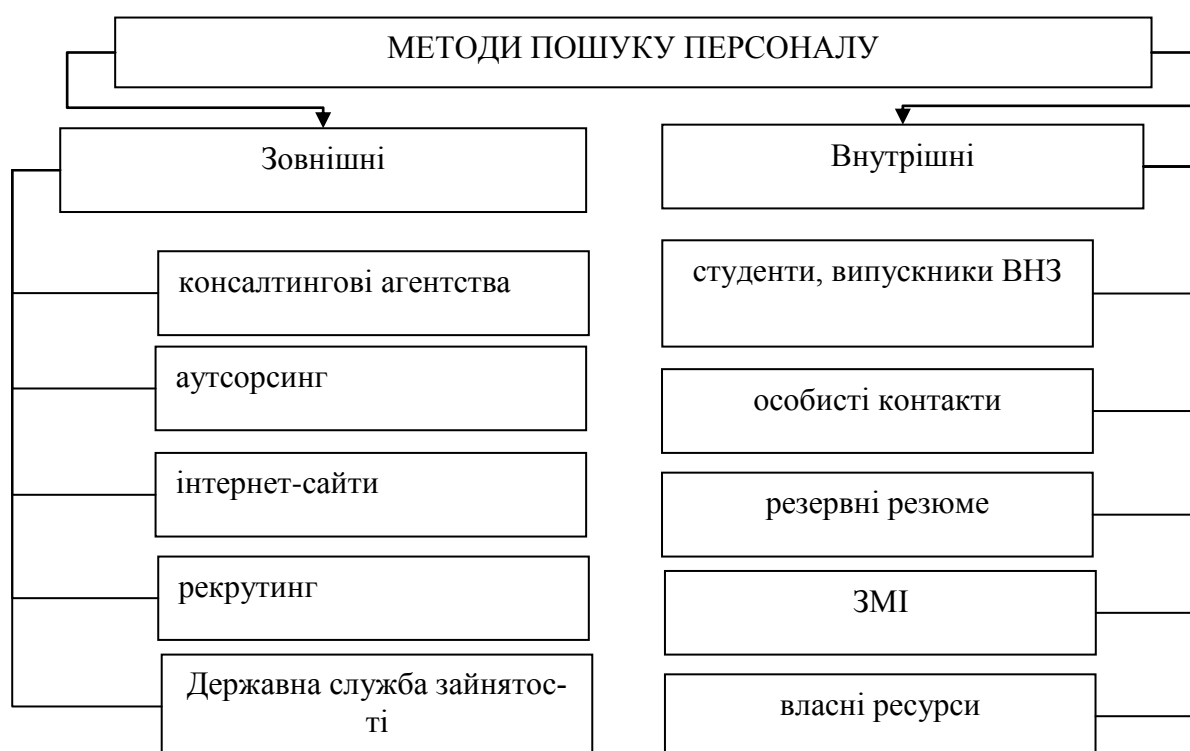 МЕТОДИ ПОШУКУ ПЕРСОНАЛУ
Зовнішні
консалтингові агентства
аутсорсинг
інтернет-сайти
рекрутинг
Державна служба зайнятос-
ті
Внутрішні
студенти, випускники ВНЗ
особисті контакти
резервні резюме
ЗМІ
власні ресурси